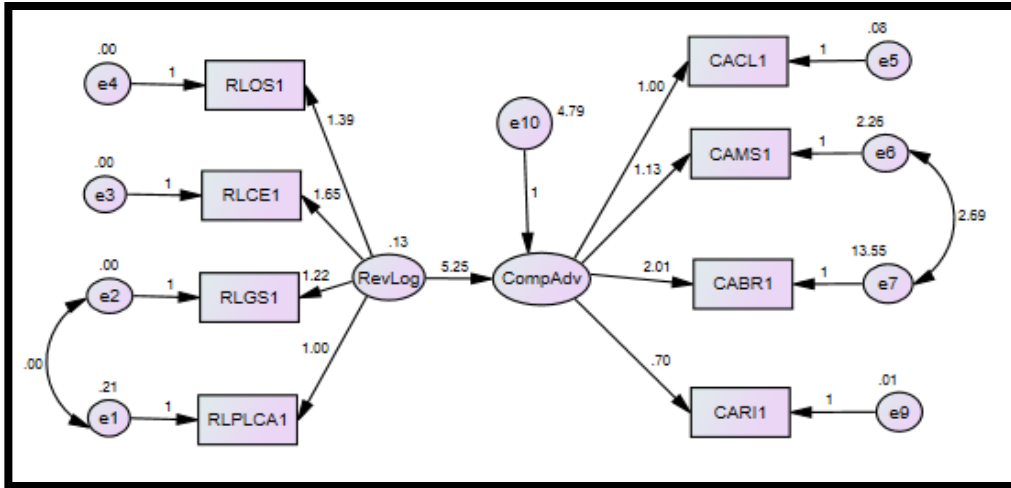 .00
e4
1
RLOS1
1.39
.00
e3
1
RLCE1
1.65
.00
e2
1
RLGS1
1.22
.00
.21
e1
1
RLPLCA1
1.00
.13
RevLog
5.25
e10
4.79
1
CompAdv
1.00
CACL1
1
.08
e5
1.13
CAMS1
1
2.26
e6
2.69
2.01
CABR1
1
13.55
e7
.70
CARI1
1
.01
e9